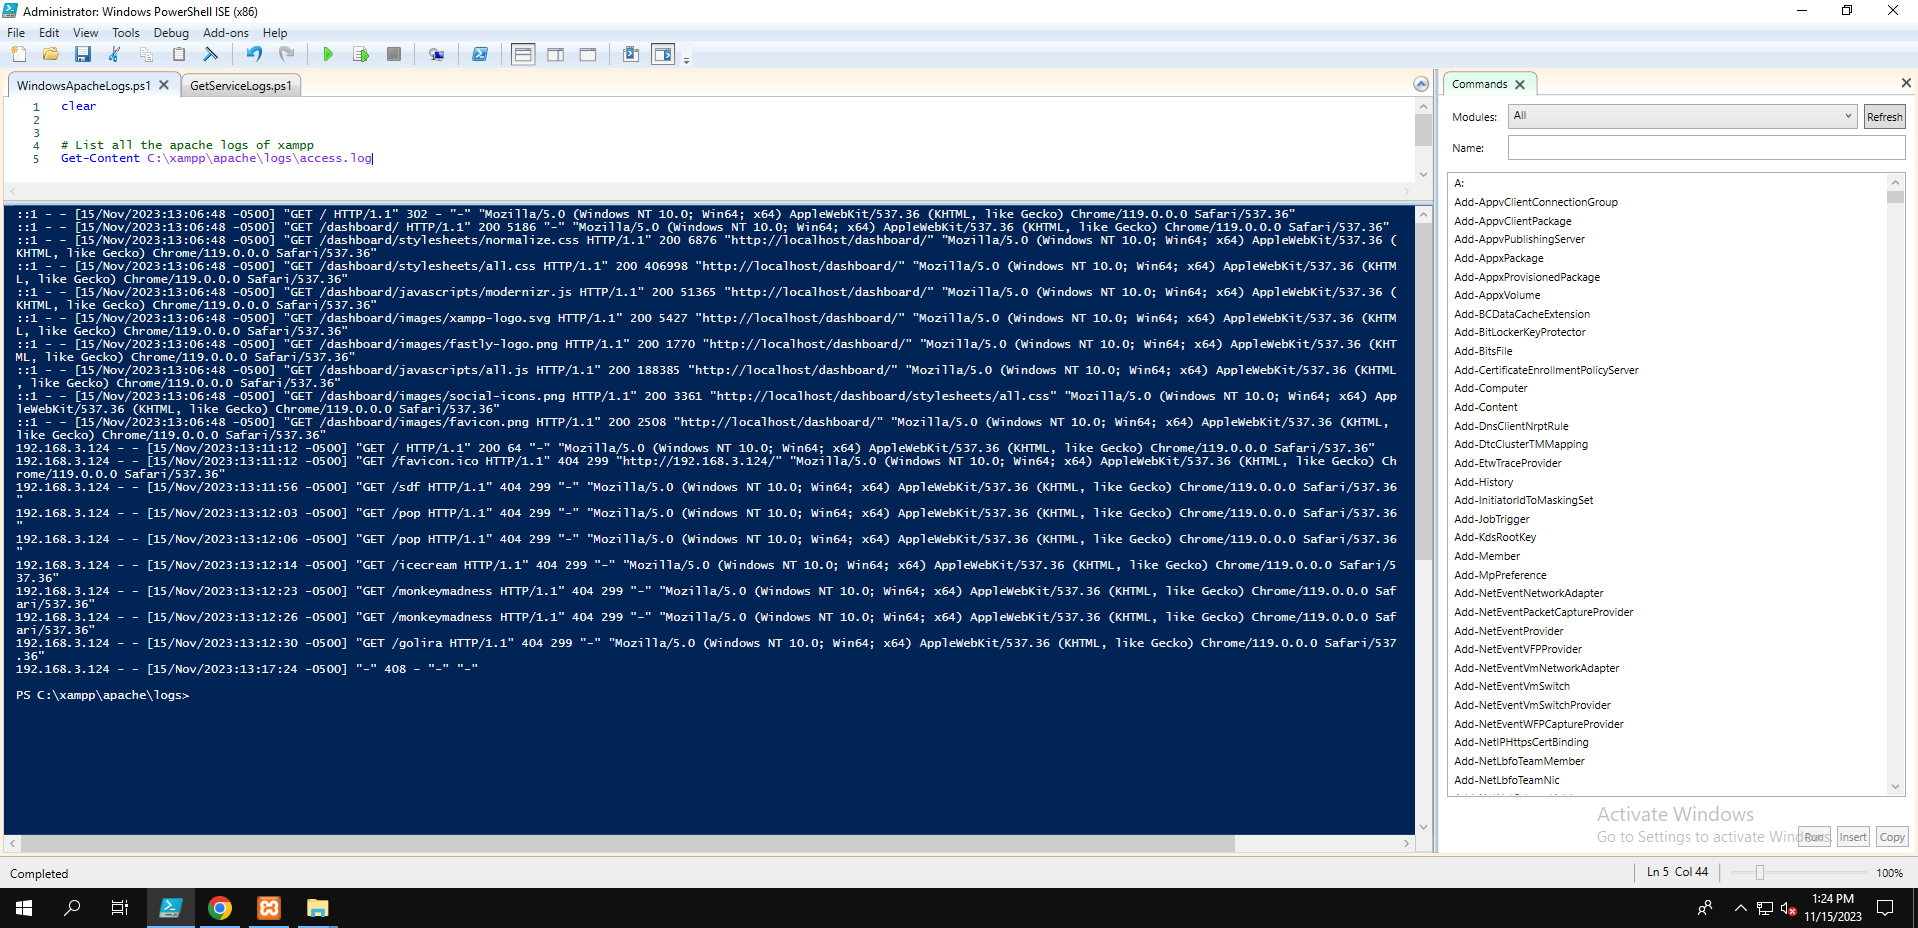 Administrator: Windows PowerShell ISE (x86)
File Edit View Tools Debug Add-ons Help
WindowsApacheLogs.ps1 GetServiceLogs.ps1
1 clear
2
3
4 # List all the apache logs of xampp
5 Get-Content C:\xampp\apache\logs\access.log
::1 - - [15/Nov/2023:13:06:48 -0500] "GET / HTTP/1.1" 302 - "-" "Mozilla/5.0 (Windows NT 10.0; Win64; x64) AppleWebKit/537.36 (KHTML, like Gecko) Chrome/119.0.0.0 Safari/537.36"
::1 - - [15/Nov/2023:13:06:48 -0500] "GET /dashboard/ HTTP/1.1" 200 5186 "-" "Mozilla/5.0 (Windows NT 10.0; Win64; x64) AppleWebKit/537.36 (KHTML, like Gecko) Chrome/119.0.0.0 Safari/537.36"
::1 - - [15/Nov/2023:13:06:48 -0500] "GET /dashboard/stylesheets/normalize.css HTTP/1.1" 200 6876 "http://localhost/dashboard/" "Mozilla/5.0 (Windows NT 10.0; Win64; x64) AppleWebKit/537.36 (
KHTML, like Gecko) Chrome/119.0.0.0 Safari/537.36"
::1 - - [15/Nov/2023:13:06:48 -0500] "GET /dashboard/stylesheets/all.css HTTP/1.1" 200 406998 "http://localhost/dashboard/" "Mozilla/5.0 (Windows NT 10.0; Win64; x64) AppleWebKit/537.36 (KHTM
L, like Gecko) Chrome/119.0.0.0 Safari/537.36"
::1 - - [15/Nov/2023:13:06:48 -0500] "GET /dashboard/javascripts/modernizr.js HTTP/1.1" 200 51365 "http://localhost/dashboard/" "Mozilla/5.0 (Windows NT 10.0; Win64; x64) AppleWebKit/537.36 (
KHTML, like Gecko) Chrome/119.0.0.0 Safari/537.36"
::1 - - [15/Nov/2023:13:06:48 -0500] "GET /dashboard/images/xampp-logo.svg HTTP/1.1" 200 5427 "http://localhost/dashboard/" "Mozilla/5.0 (Windows NT 10.0; Win64; x64) AppleWebKit/537.36 (KHTM
L, like Gecko) Chrome/119.0.0.0 Safari/537.36"
::1 - - [15/Nov/2023:13:06:48 -0500] "GET /dashboard/images/fastly-logo.png HTTP/1.1" 200 1770 "http://localhost/dashboard/" "Mozilla/5.0 (Windows NT 10.0; Win64; x64) AppleWebKit/537.36 (KHT
ML, like Gecko) Chrome/119.0.0.0 Safari/537.36"
::1 - - [15/Nov/2023:13:06:48 -0500] "GET /dashboard/javascripts/all.js HTTP/1.1" 200 188385 "http://localhost/dashboard/" "Mozilla/5.0 (Windows NT 10.0; Win64; x64) AppleWebKit/537.36 (KHTML
, like Gecko) Chrome/119.0.0.0 Safari/537.36"
::1 - - [15/Nov/2023:13:06:48 -0500] "GET /dashboard/images/social-icons.png HTTP/1.1" 200 3361 "http://localhost/dashboard/stylesheets/all.css" "Mozilla/5.0 (Windows NT 10.0; Win64; x64) App
leWebKit/537.36 (KHTML, like Gecko) Chrome/119.0.0.0 Safari/537.36"
::1 - - [15/Nov/2023:13:06:48 -0500] "GET /dashboard/images/favicon.png HTTP/1.1" 200 2508 "http://localhost/dashboard/" "Mozilla/5.0 (Windows NT 10.0; Win64; x64) AppleWebKit/537.36 (KHTML,
like Gecko) Chrome/119.0.0.0 Safari/537.36"
192.168.3.124 - - [15/Nov/2023:13:11:12 -0500] "GET / HTTP/1.1" 200 64 "-" "Mozilla/5.0 (Windows NT 10.0; Win64; x64) AppleWebKit/537.36 (KHTML, like Gecko) Chrome/119.0.0.0 Safari/537.36"
192.168.3.124 - - [15/Nov/2023:13:11:12 -0500] "GET /favicon.ico HTTP/1.1" 404 299 "http://192.168.3.124/" "Mozilla/5.0 (Windows NT 10.0; Win64; x64) AppleWebKit/537.36 (KHTML, like Gecko) Ch
rome/119.0.0.0 Safari/537.36"
192.168.3.124 - - [15/Nov/2023:13:11:56 -0500] "GET /sdf HTTP/1.1" 404 299 "-" "Mozilla/5.0 (Windows NT 10.0; Win64; x64) AppleWebKit/537.36 (KHTML, like Gecko) Chrome/119.0.0.0 Safari/537.36
"
192.168.3.124 - - [15/Nov/2023:13:12:03 -0500] "GET /pop HTTP/1.1" 404 299 "-" "Mozilla/5.0 (Windows NT 10.0; Win64; x64) AppleWebKit/537.36 (KHTML, like Gecko) Chrome/119.0.0.0 Safari/537.36
"
192.168.3.124 - - [15/Nov/2023:13:12:06 -0500] "GET /pop HTTP/1.1" 404 299 "-" "Mozilla/5.0 (Windows NT 10.0; Win64; x64) AppleWebKit/537.36 (KHTML, like Gecko) Chrome/119.0.0.0 Safari/537.36
"
192.168.3.124 - - [15/Nov/2023:13:12:14 -0500] "GET /icecream HTTP/1.1" 404 299 "-" "Mozilla/5.0 (Windows NT 10.0; Win64; x64) AppleWebKit/537.36 (KHTML, like Gecko) Chrome/119.0.0.0 Safari/5
37.36"
192.168.3.124 - - [15/Nov/2023:13:12:23 -0500] "GET /monkeymadness HTTP/1.1" 404 299 "-" "Mozilla/5.0 (Windows NT 10.0; Win64; x64) AppleWebKit/537.36 (KHTML, like Gecko) Chrome/119.0.0.0 Saf
ari/537.36"
192.168.3.124 - - [15/Nov/2023:13:12:26 -0500] "GET /monkeymadness HTTP/1.1" 404 299 "-" "Mozilla/5.0 (Windows NT 10.0; Win64; x64) AppleWebKit/537.36 (KHTML, like Gecko) Chrome/119.0.0.0 Saf
ari/537.36"
192.168.3.124 - - [15/Nov/2023:13:12:30 -0500] "GET /golira HTTP/1.1" 404 299 "-" "Mozilla/5.0 (Windows NT 10.0; Win64; x64) AppleWebKit/537.36 (KHTML, like Gecko) Chrome/119.0.0.0 Safari/537
.36"
192.168.3.124 - - [15/Nov/2023:13:17:24 -0500] "-" 408 - "-" "-"
PS C:\xampp\apache\logs>
Commands
Modules: All Refresh
Name:
A:
Add-AppvClientConnectionGroup
Add-AppvClientPackage
Add-AppvPublishingServer
Add-AppxPackage
Add-AppxProvisionedPackage
Add-AppxVolume
Add-BCDataCacheExtension
Add-BitLockerKeyProtector
Add-BitsFile
Add-CertificateEnrollmentPolicyServer
Add-Computer
Add-Content
Add-DnsClientNrptRule
Add-DtcClusterTMMapping
Add-EtwTraceProvider
Add-History
Add-InitiatorIdToMaskingSet
Add-JobTrigger
Add-KdsRootKey
Add-Member
Add-MpPreference
Add-NetEventNetworkAdapter
Add-NetEventPacketCaptureProvider
Add-NetEventProvider
Add-NetEventVFPProvider
Add-NetEventVmNetworkAdapter
Add-NetEventVmSwitch
Add-NetEventVmSwitchProvider
Add-NetEventWFPCaptureProvider
Add-NetIPHttpsCertBinding
Add-NetLbfoTeamMember
Add-NetLbfoTeamNic
Activate Windows
Go to Settings to activate Windows.
Run Insert Copy
Completed
Ln 5 Col 44
100%
1:24 PM
11/15/2023